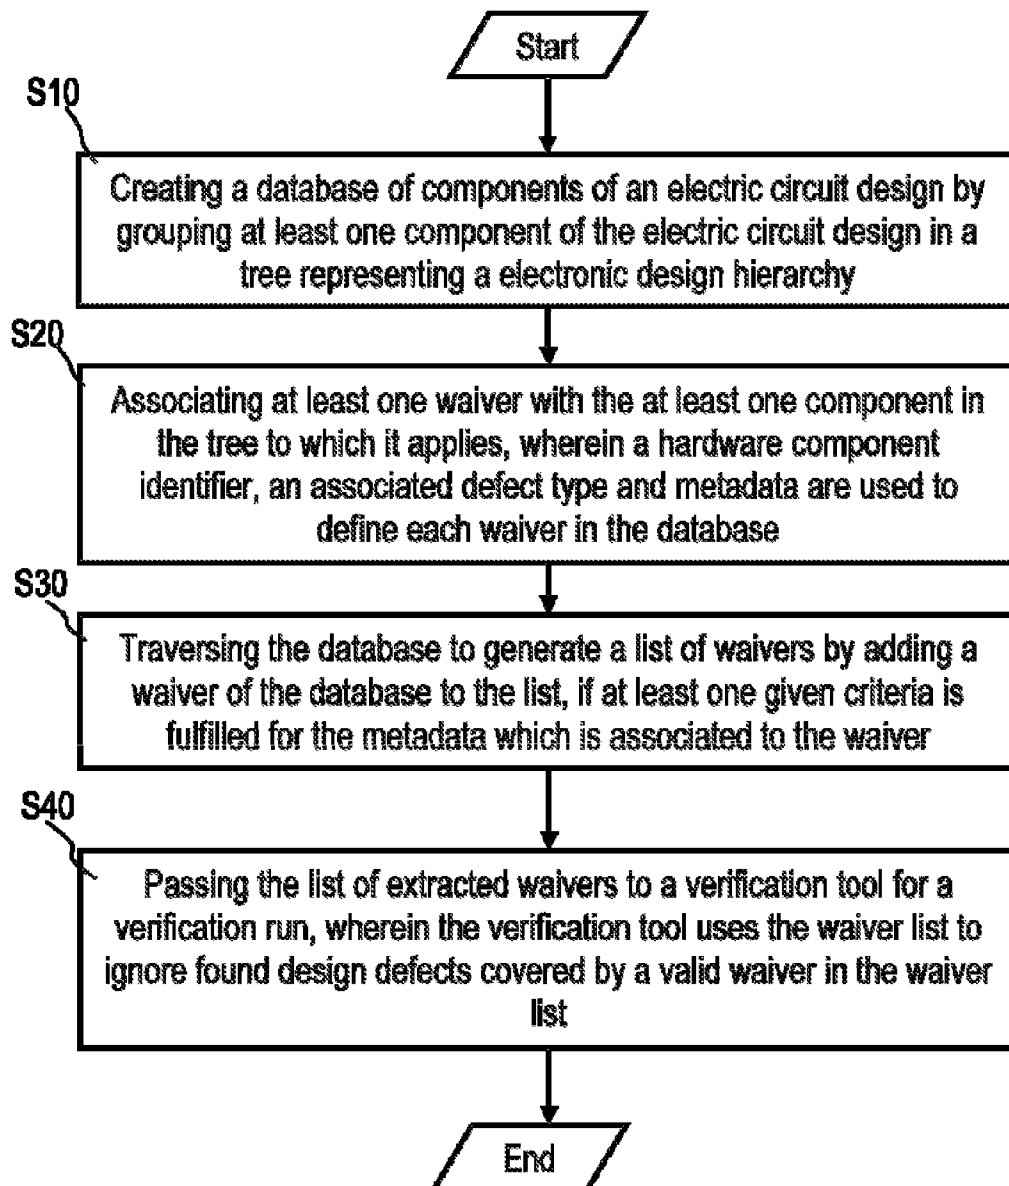 Start
S10
Creating a database of components of an electric circuit design by
grouping at least one component of the electric circuit design in a
tree representing a electronic design hierarchy
S20
Associating at least one waiver with the at least one component in
the tree to which it applies, wherein a hardware component
identifier, an associated defect type and metadata are used to
define each waiver in the database
S30
Traversing the database to generate a list of waivers by adding a
waiver of the database to the list, if at least one given criteria is
fulfilled for the metadata which is associated to the waiver
S40
Passing the list of extracted waivers to a verification tool for a
verification run, wherein the verification tool uses the waiver list to
ignore found design defects covered by a valid waiver in the waiver
list
End